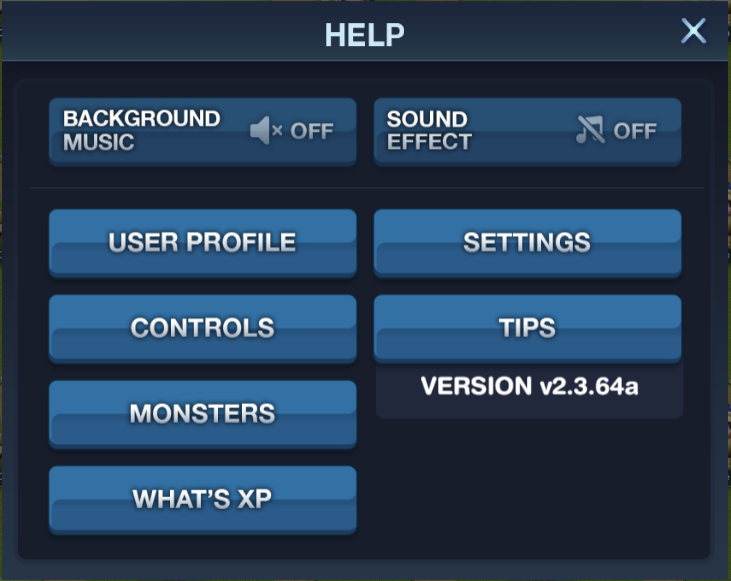 HELP
BACKGROUND
MUSIC
OFF
SOUND
EFFECT
OFF
USER PROFILE
SETTINGS
CONTROLS
TIPS
MONSTERS
VERSION v2.3.64a
WHAT'S XP